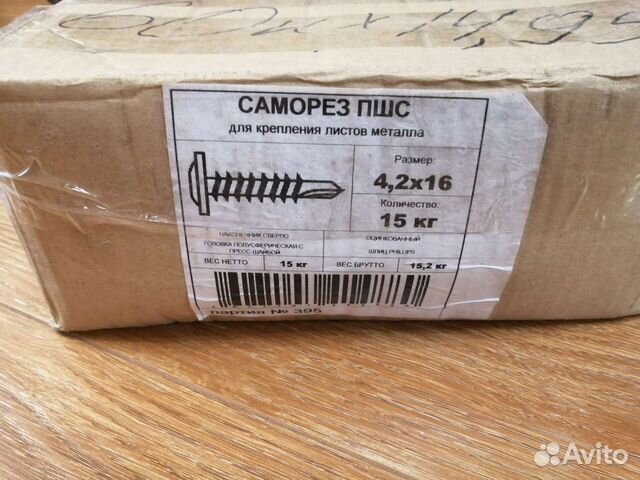 САМОРЕЗ ПШС
для крепления листов металла
Размер:
4,2х16
Количество:
15 кг
НАКОНЕЧНИК СВЕРЛО
ГОЛОВКА ПОЛУСФЕРИЧЕСКАЯ С
ПРЕСС-ШАЙБОЙ
ОЦИНКОВАННЫЙ
ШЛИЦ PHILLIPS
ВЕС НЕТТО
15 кг
ВЕС БРУТТО
15,2 кг
партия № 395
Avito